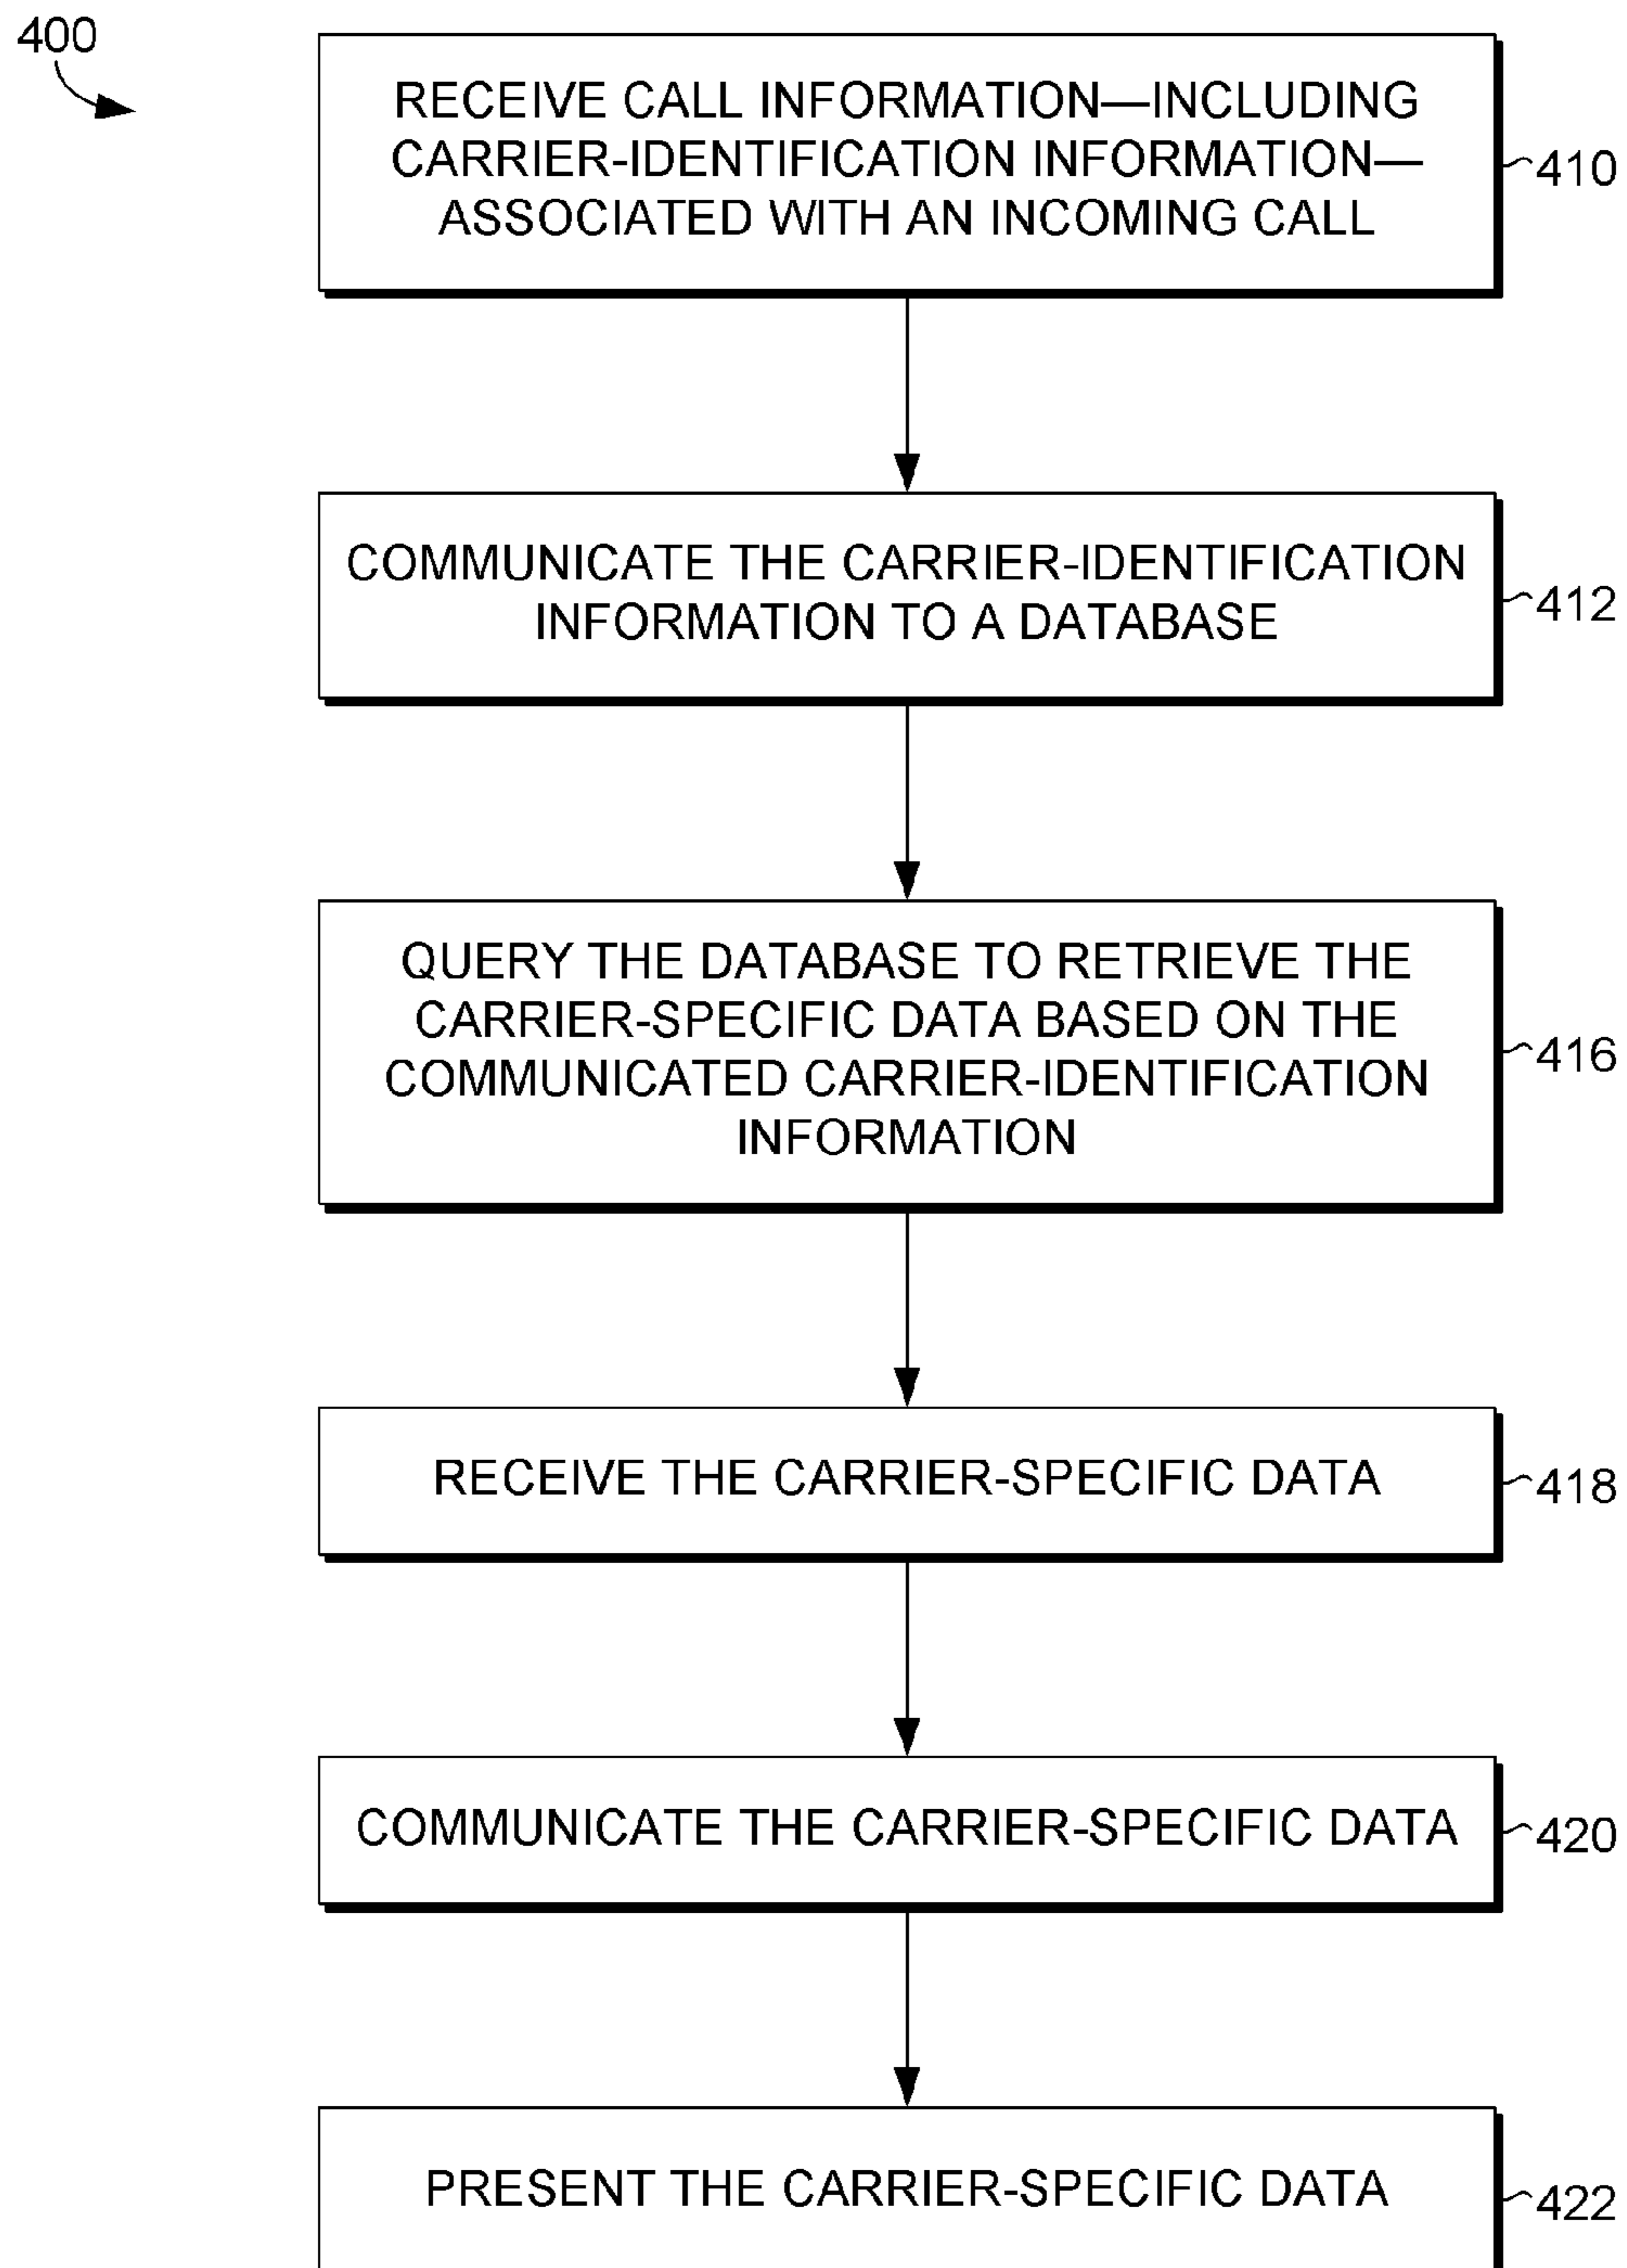 400
RECEIVE CALL INFORMATION—INCLUDING
CARRIER-IDENTIFICATION INFORMATION—
ASSOCIATED WITH AN INCOMING CALL
410
COMMUNICATE THE CARRIER-IDENTIFICATION
INFORMATION TO A DATABASE
412
QUERY THE DATABASE TO RETRIEVE THE
CARRIER-SPECIFIC DATA BASED ON THE
COMMUNICATED CARRIER-IDENTIFICATION
INFORMATION
416
RECEIVE THE CARRIER-SPECIFIC DATA
418
COMMUNICATE THE CARRIER-SPECIFIC DATA
420
PRESENT THE CARRIER-SPECIFIC DATA
422